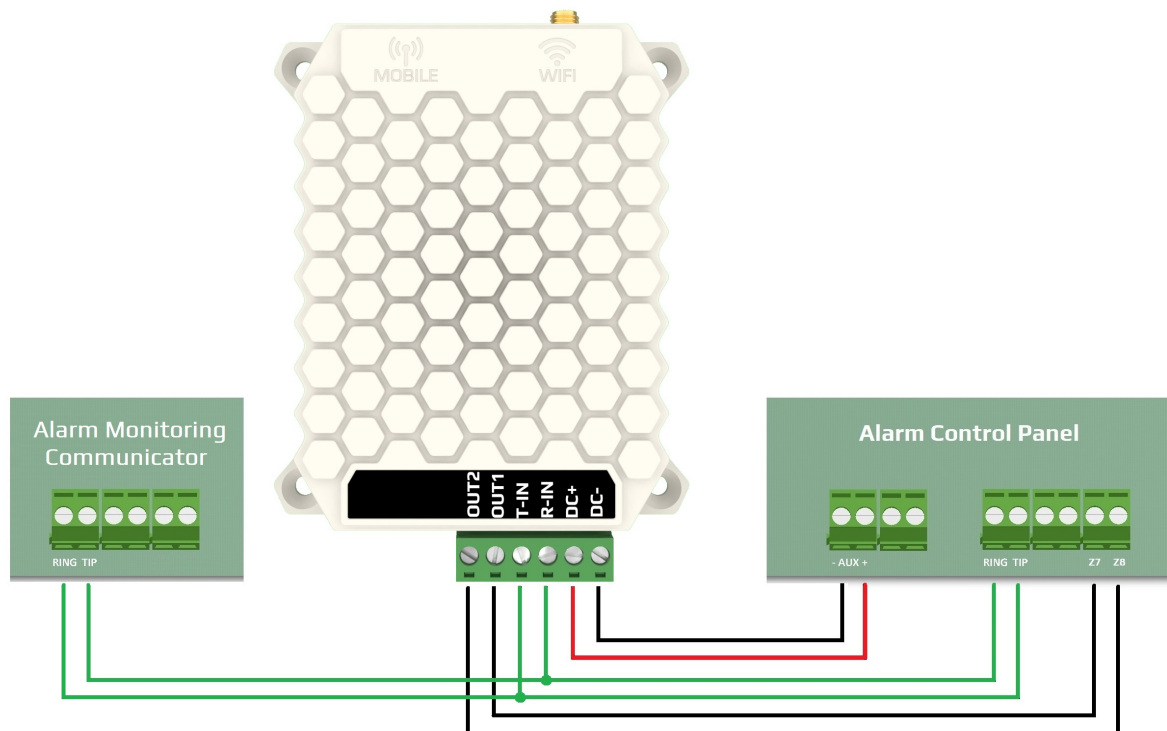 MOBILE
WIFI
Alarm Monitoring
Communicator
RING TIP
OUT2
OUT1
T-IN
R-IN
DC+
DC-
Alarm Control Panel
- AUX +
RING TIP
Z7 Z8